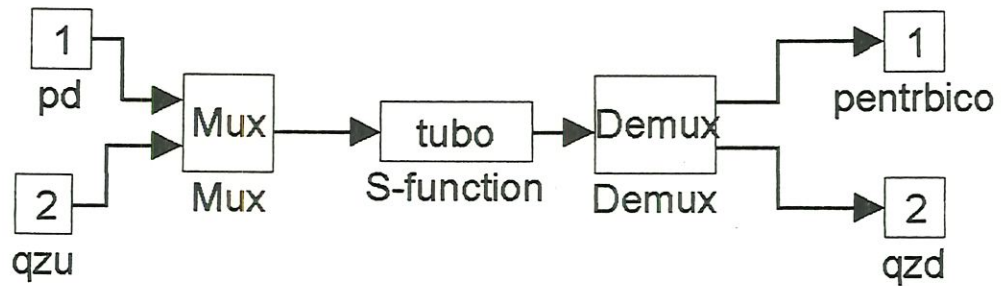 1
pd
2
qzu
Mux
Mux
tubo
S-function
Demux
Demux
1
pentrbico
2
qzd